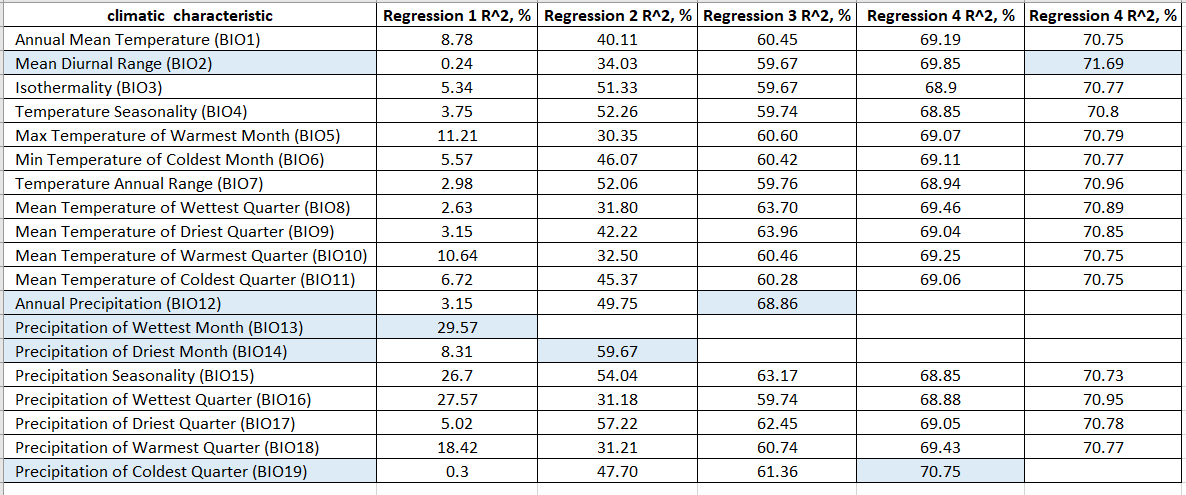 climatic characteristic Regression 1 R^2, % Regression 2 R^2, % Regression 3 R^2, % Regression 4 R^2, % Regression 4 R^2, %
Annual Mean Temperature (BIO1) 8.78 40.11 60.45 69.19 70.75
Mean Diurnal Range (BIO2) 0.24 34.03 59.67 69.85 71.69
Isothermality (BIO3) 5.34 51.33 59.67 68.9 70.77
Temperature Seasonality (BIO4) 3.75 52.26 59.74 68.85 70.8
Max Temperature of Warmest Month (BIO5) 11.21 30.35 60.60 69.07 70.79
Min Temperature of Coldest Month (BIO6) 5.57 46.07 60.42 69.11 70.77
Temperature Annual Range (BIO7) 2.98 52.06 59.76 68.94 70.96
Mean Temperature of Wettest Quarter (BIO8) 2.63 31.80 63.70 69.46 70.89
Mean Temperature of Driest Quarter (BIO9) 3.15 42.22 63.96 69.04 70.85
Mean Temperature of Warmest Quarter (BIO10) 10.64 32.50 60.46 69.25 70.75
Mean Temperature of Coldest Quarter (BIO11) 6.72 45.37 60.28 69.06 70.75
Annual Precipitation (BIO12) 3.15 49.75 68.86
Precipitation of Wettest Month (BIO13) 29.57
Precipitation of Driest Month (BIO14) 8.31 59.67
Precipitation Seasonality (BIO15) 26.7 54.04 63.17 68.85 70.73
Precipitation of Wettest Quarter (BIO16) 27.57 31.18 59.74 68.88 70.95
Precipitation of Driest Quarter (BIO17) 5.02 57.22 62.45 69.05 70.78
Precipitation of Warmest Quarter (BIO18) 18.42 31.21 60.74 69.43 70.77
Precipitation of Coldest Quarter (BIO19) 0.3 47.70 61.36 70.75